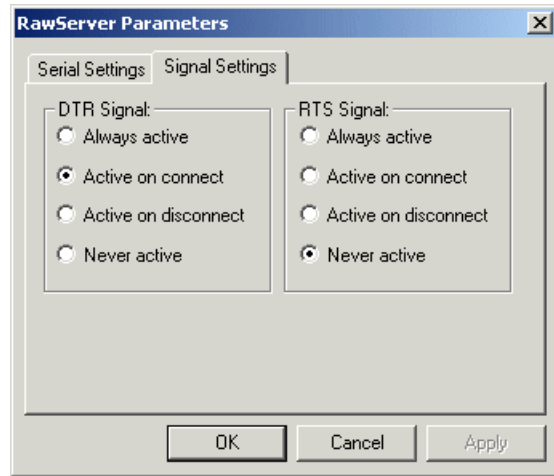 RawServer Parameters
Serial Settings Signal Settings
DTR Signal:
Always active
Active on connect
Active on disconnect
Never active
RTS Signal:
Always active
Active on connect
Active on disconnect
Never active
OK Cancel Apply